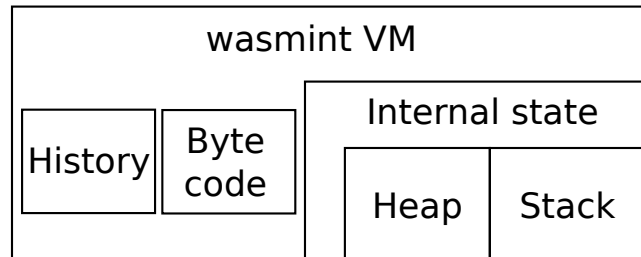 wasmint VM
Internal state
History
Byte
code
Heap
Stack